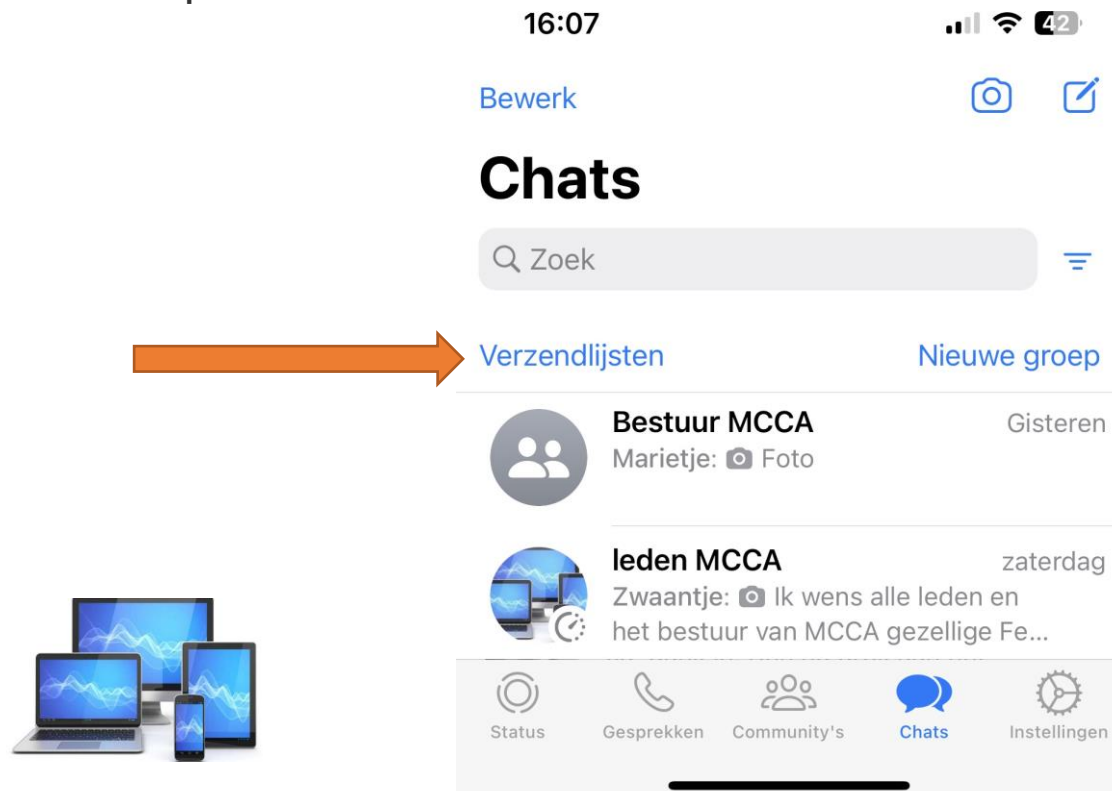 16:07
42
Bewerk
Chats
Zoek
Verzendlijsten
Nieuwe groep
Bestuur MCCA
Gisteren
Marietje: Foto
leden MCCA
zaterdag
Zwaantje: Ik wens alle leden en
het bestuur van MCCA gezellige Fe...
Status
Gesprekken
Community's
Chats
Instellingen